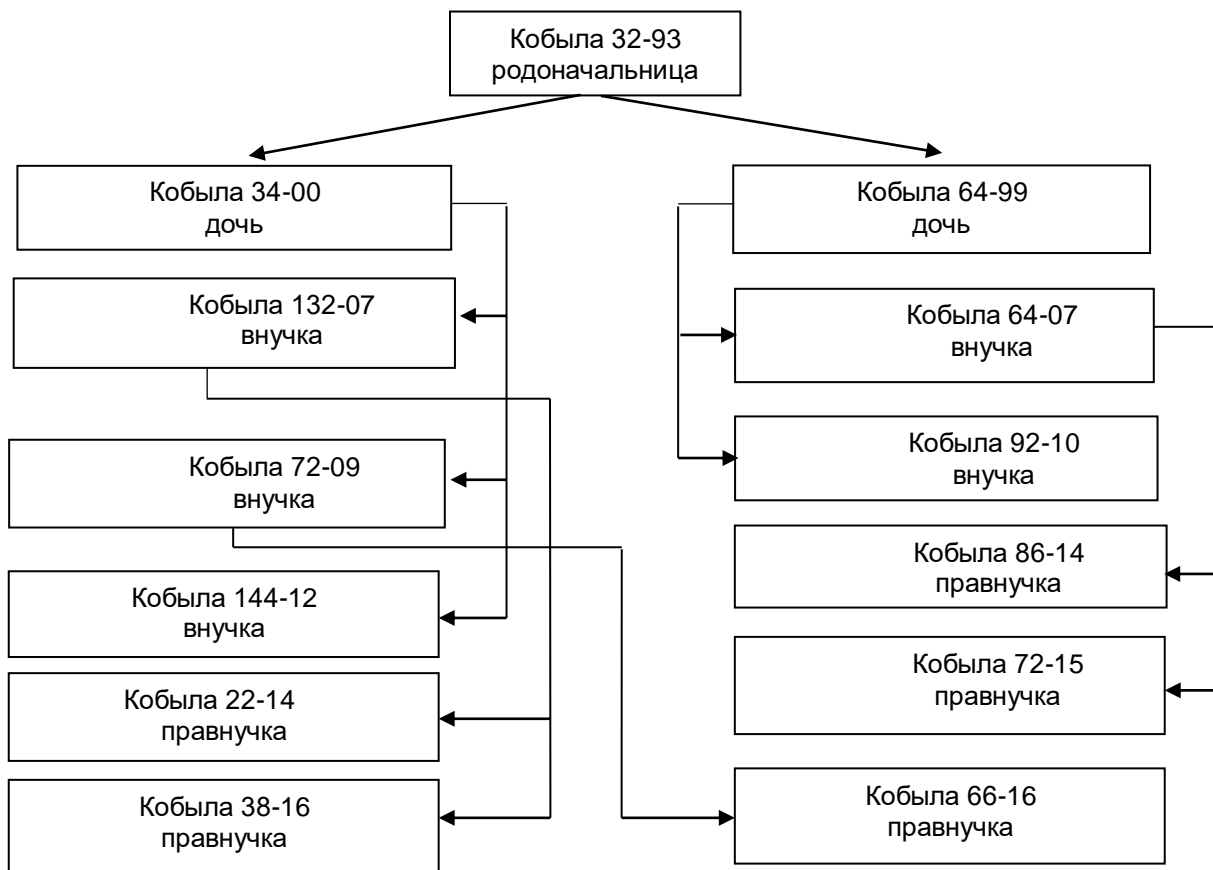 Кобыла 32-93
родоначальница
Кобыла 34-00
дочь
Кобыла 64-99
дочь
Кобыла 132-07
внучка
Кобыла 64-07
внучка
Кобыла 72-09
внучка
Кобыла 92-10
внучка
Кобыла 86-14
правнучка
Кобыла 144-12
внучка
Кобыла 72-15
правнучка
Кобыла 22-14
правнучка
Кобыла 38-16
правнучка
Кобыла 66-16
правнучка